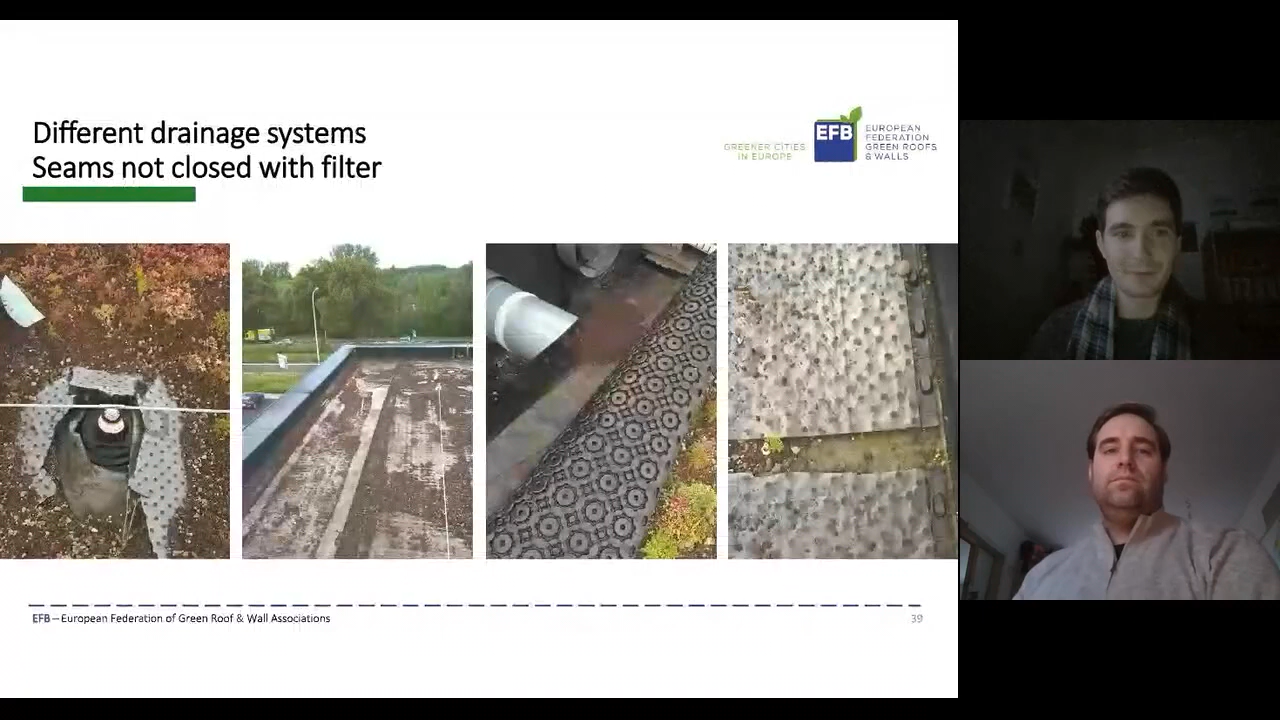 Different drainage systems
Seams not closed with filter
GREENER CITIES
IN EUROPE
EFB
EUROPEAN
FEDERATION
GREEN ROOFS
& WALLS
EFB – European Federation of Green Roof & Wall Associations
39